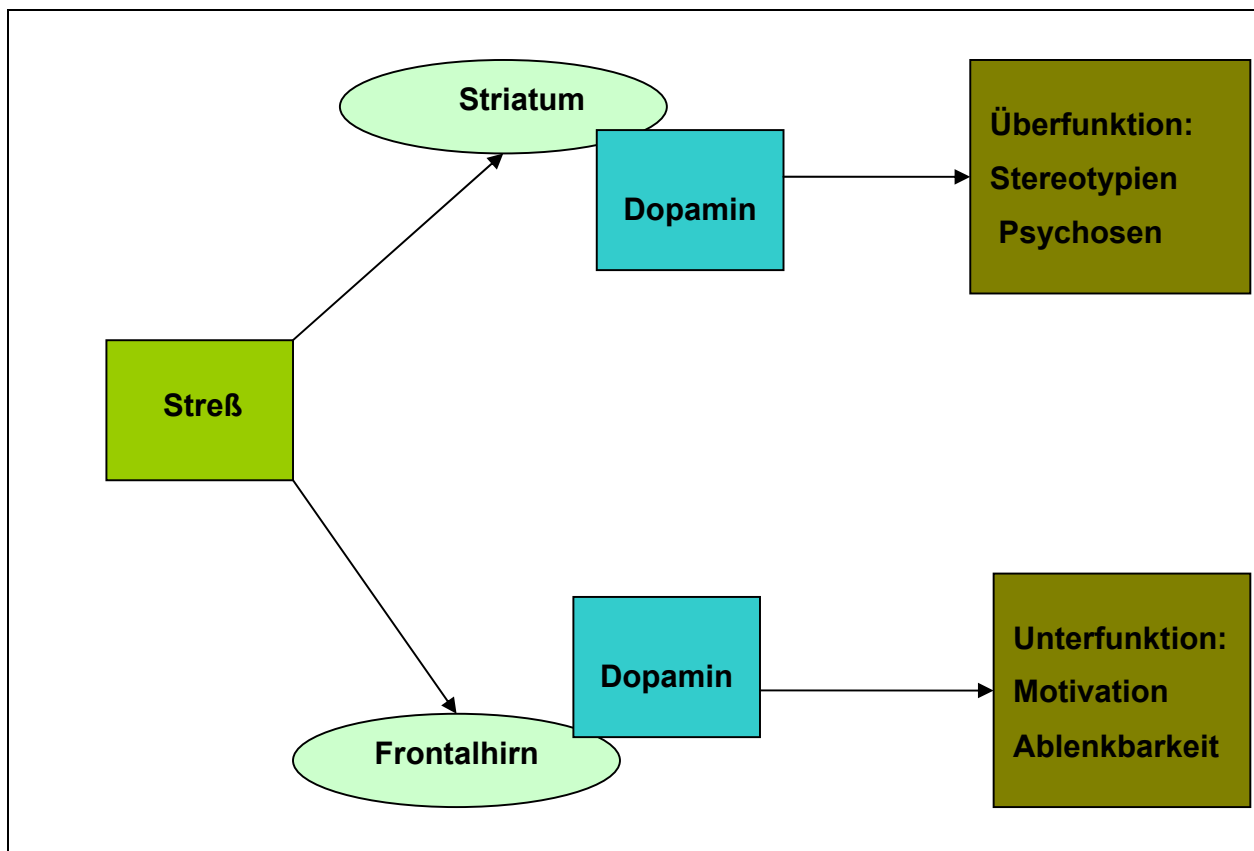 Striatum
Dopamin
Überfunktion:
Stereotypien
Psychosen
Streß
Dopamin
Frontalhirn
Unterfunktion:
Motivation
Ablenkbarkeit